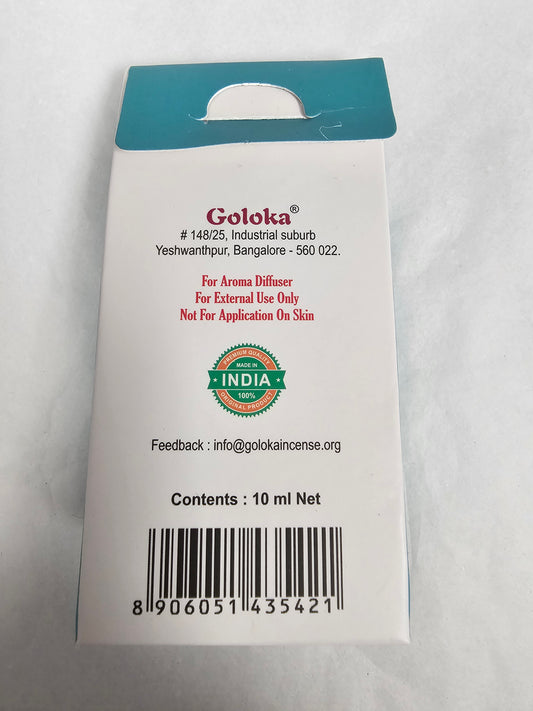 Goloka®
# 148/25, Industrial suburb
Yeshwanthpur, Bangalore - 560 022.
For Aroma Diffuser
For External Use Only
Not For Application On Skin
PREMIUM QUALITY
MADE IN
INDIA
100%
ORIGINAL PRODUCT
Feedback : info@golokaincense.org
Contents : 10 ml Net
8 906051 435421